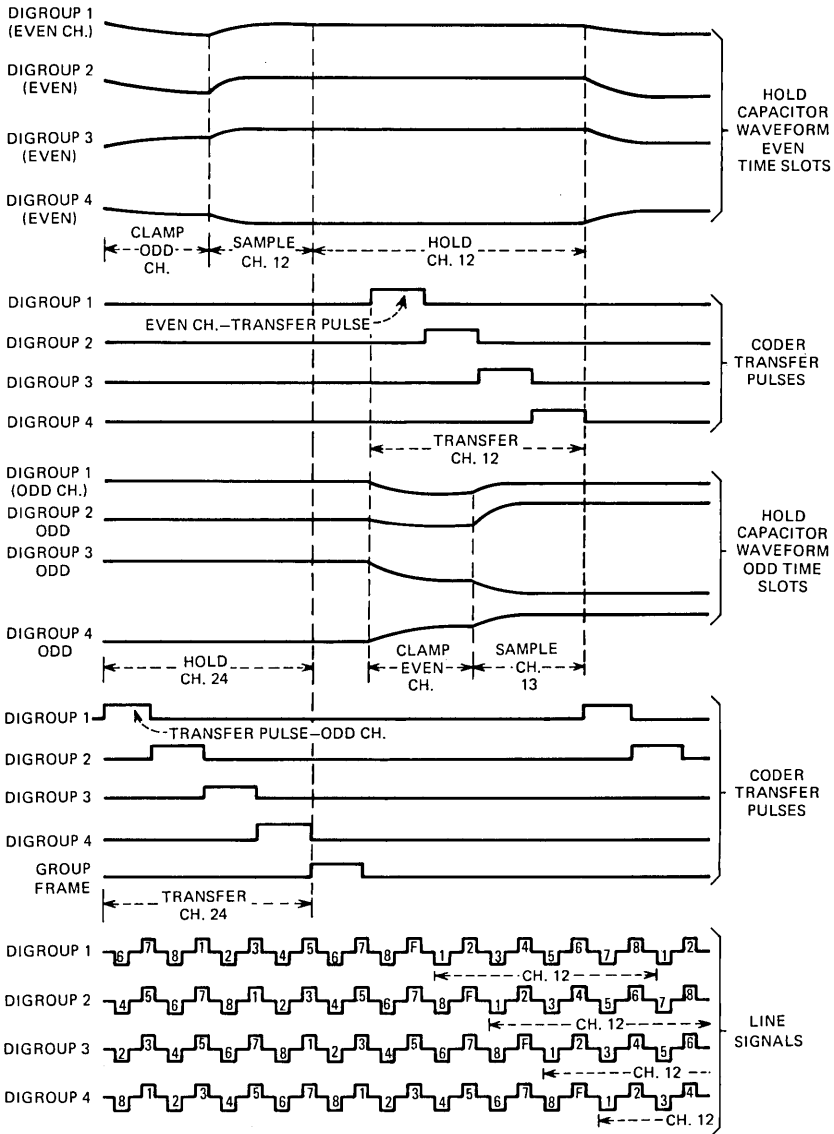 DIGROUP 1
(EVEN CH.)
DIGROUP 2
(EVEN)
DIGROUP 3
(EVEN)
DIGROUP 4
(EVEN)
HOLD
CAPACITOR
WAVEFORM
EVEN
TIME SLOTS
CLAMP
ODD
CH.
SAMPLE
CH. 12
HOLD
CH. 12
DIGROUP 1
EVEN CH.–TRANSFER PULSE
DIGROUP 2
DIGROUP 3
DIGROUP 4
CODER
TRANSFER
PULSES
TRANSFER
CH. 12
DIGROUP 1
(ODD CH.)
DIGROUP 2
ODD
DIGROUP 3
ODD
DIGROUP 4
ODD
HOLD
CAPACITOR
WAVEFORM
ODD TIME
SLOTS
HOLD
CH. 24
CLAMP
EVEN
CH.
SAMPLE
CH.
13
DIGROUP 1
TRANSFER PULSE–ODD CH.
DIGROUP 2
DIGROUP 3
DIGROUP 4
GROUP
FRAME
CODER
TRANSFER
PULSES
TRANSFER
CH. 24
DIGROUP 1 6 7 8 1 2 3 4 5 6 7 8 F 1 2 3 4 5 6 7 8 1 2
CH. 12
DIGROUP 2 4 5 6 7 8 1 2 3 4 5 6 7 8 F 1 2 3 4 5 6 7 8
CH. 12
DIGROUP 3 2 3 4 5 6 7 8 1 2 3 4 5 6 7 8 F 1 2 3 4 5 6
CH. 12
DIGROUP 4 8 1 2 3 4 5 6 7 8 1 2 3 4 5 6 7 8 F 1 2 3 4
CH. 12
LINE
SIGNALS